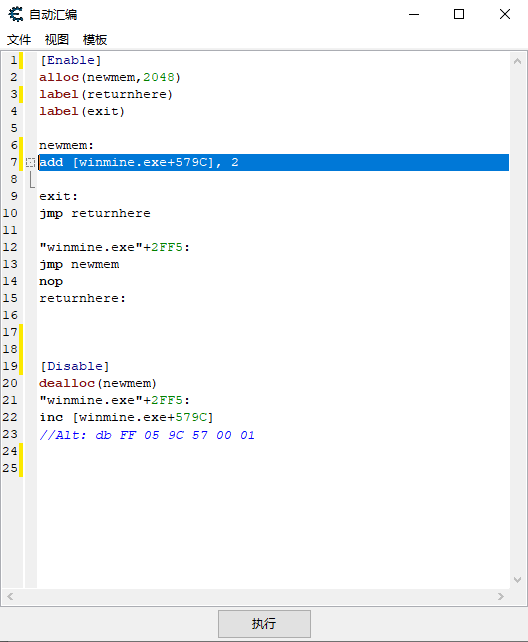 自动汇编
文件 视图 模板
1 [Enable]
2 alloc(newmem,2048)
3 label(returnhere)
4 label(exit)
5
6 newmem:
7 add [winmine.exe+579C], 2
8
9 exit:
10 jmp returnhere
11
12 "winmine.exe"+2FF5:
13 jmp newmem
14 nop
15 returnhere:
16
17
18
19 [Disable]
20 dealloc(newmem)
21 "winmine.exe"+2FF5:
22 inc [winmine.exe+579C]
23 //Alt: db FF 05 9C 57 00 01
24
25
执行